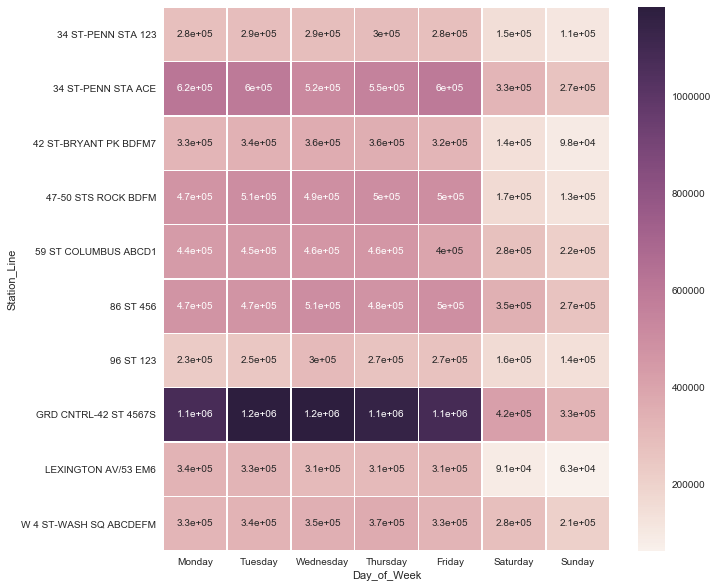 34 ST-PENN STA 123 2.8e+05 2.9e+05 2.9e+05 3e+05 2.8e+05 1.5e+05 1.1e+05
34 ST-PENN STA ACE 6.2e+05 6e+05 5.2e+05 5.5e+05 6e+05 3.3e+05 2.7e+05
42 ST-BRYANT PK BDFM7 3.3e+05 3.4e+05 3.6e+05 3.6e+05 3.2e+05 1.4e+05 9.8e+04
47-50 STS ROCK BDFM 4.7e+05 5.1e+05 4.9e+05 5e+05 5e+05 1.7e+05 1.3e+05
59 ST COLUMBUS ABCD1 4.4e+05 4.5e+05 4.6e+05 4.6e+05 4e+05 2.8e+05 2.2e+05
86 ST 456 4.7e+05 4.7e+05 5.1e+05 4.8e+05 5e+05 3.5e+05 2.7e+05
96 ST 123 2.3e+05 2.5e+05 3e+05 2.7e+05 2.7e+05 1.6e+05 1.4e+05
GRD CNTRL-42 ST 4567S 1.1e+06 1.2e+06 1.2e+06 1.1e+06 1.1e+06 4.2e+05 3.3e+05
LEXINGTON AV/53 EM6 3.4e+05 3.3e+05 3.1e+05 3.1e+05 3.1e+05 9.1e+04 6.3e+04
W 4 ST-WASH SQ ABCDEFM 3.3e+05 3.4e+05 3.5e+05 3.7e+05 3.3e+05 2.8e+05 2.1e+05
Monday Tuesday Wednesday Thursday Friday Saturday Sunday
Day_of_Week
Station_Line
1000000
800000
600000
400000
200000